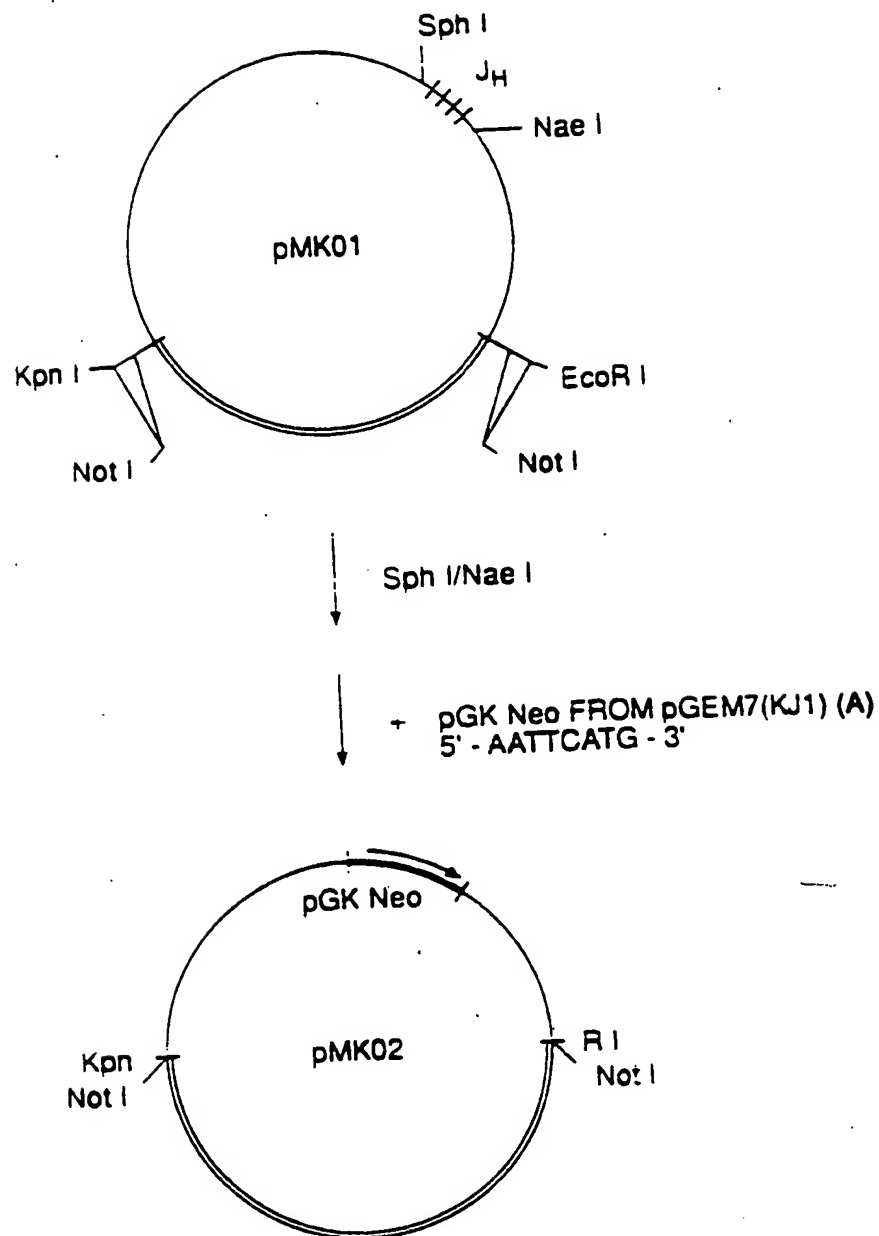 Sph I
JH
Nae I
pMK01
Kpn I
EcoR I
Not I
Not I
Sph I/Nae I
+ pGK Neo FROM pGEM7(KJ1) (A)
5' - AATTCATG - 3'
pGK Neo
pMK02
Kpn
Not I
R I
Not I